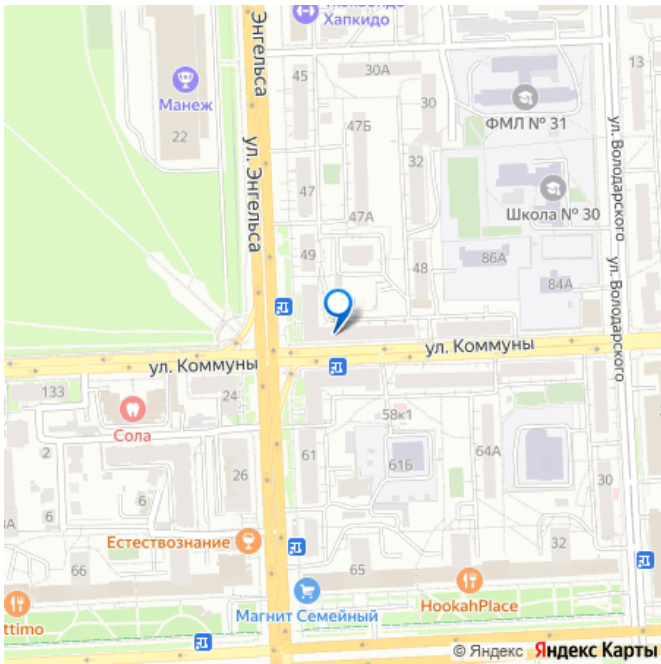 Хапкидо
Энгельса
45
30А
13
Манеж
22
30
ФМЛ № 31
47Б
ул. Энгельса
32
ул. Володарского
47
Школа № 30
47А
49
48
86А
84А
ул. Володарского
ул. Коммуны
ул. Коммуны
133
24
Сола
58к1
2
61
61Б
64А
26
30
6
6
Естествознание
32
66
65
ttimo
Магнит Семейный
HookahPlace
© Яндекс Яндекс Карты